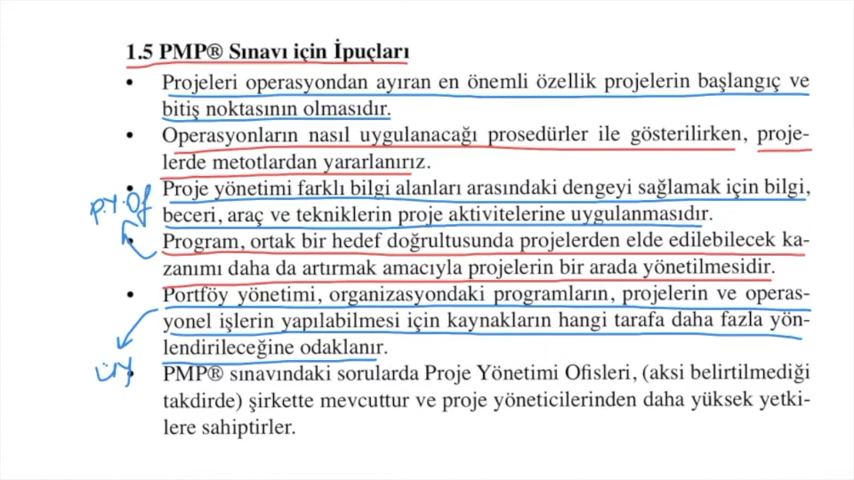 1.5 PMP® Sınavı için İpuçları
• Projeleri operasyondan ayıran en önemli özellik projelerin başlangıç ve
bitiş noktasının olmasıdır.
• Operasyonların nasıl uygulanacağı prosedürler ile gösterilirken, proje-
lerde metotlardan yararlanırız.
• Proje yönetimi farklı bilgi alanları arasındaki dengeyi sağlamak için bilgi,
P.Y.Of
beceri, araç ve tekniklerin proje aktivitelerine uygulanmasıdır.
• Program, ortak bir hedef doğrultusunda projelerden elde edilebilecek ka-
zanımı daha da artırmak amacıyla projelerin bir arada yönetilmesidir.
• Portföy yönetimi, organizasyondaki programların, projelerin ve operas-
yonel işlerin yapılabilmesi için kaynakların hangi tarafa daha fazla yön-
lendirileceğine odaklanır.
• PMP® sınavındaki sorularda Proje Yönetimi Ofisleri, (aksi belirtilmediği
takdirde) şirkette mevcuttur ve proje yöneticilerinden daha yüksek yetki-
lere sahiptirler.